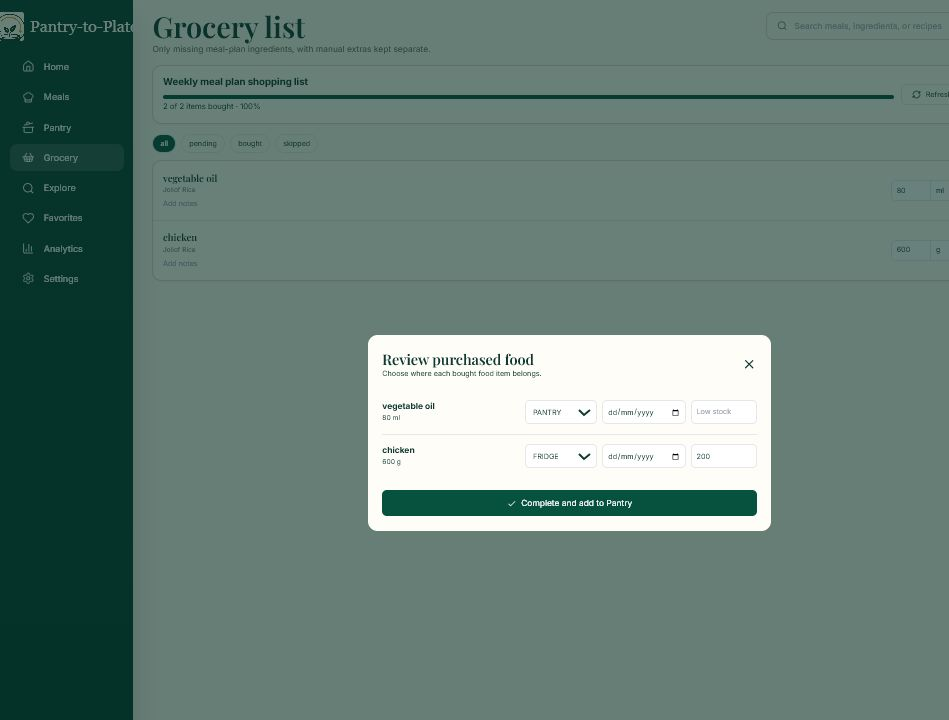 Pantry-to-Plate
Home
Meals
Pantry
Grocery
Explore
Favorites
Analytics
Settings
Grocery list
Only missing meal-plan ingredients, with manual extras kept separate.
Search meals, ingredients, or recipes
Weekly meal plan shopping list
2 of 2 items bought · 100%
Refresh
all
pending
bought
skipped
vegetable oil
Jollof Rice
Add notes
80 ml
chicken
Jollof Rice
Add notes
600 g
Review purchased food
Choose where each bought food item belongs.
vegetable oil
80 ml
PANTRY
dd/mm/yyyy
Low stock
chicken
600 g
FRIDGE
dd/mm/yyyy
200
Complete and add to Pantry